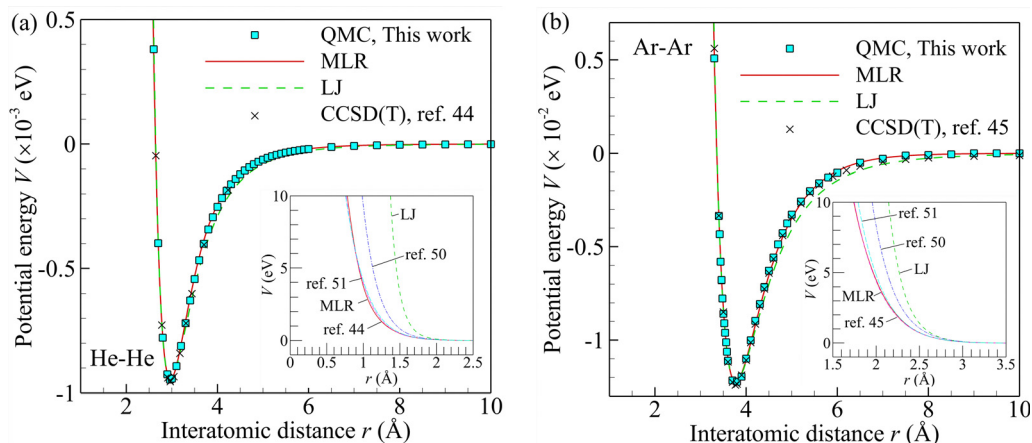 (a)
0.5
0
-0.5
-1
Potential energy V (×10⁻³ eV)
QMC, This work
MLR
LJ
CCSD(T), ref. 44
He-He
2
4
6
8
10
Interatomic distance r (Å)
10
5
0
V (eV)
LJ
ref. 50
ref. 51
MLR
ref. 44
0
0.5
1
1.5
2
2.5
r (Å)
(b)
0.5
0
-0.5
-1
Potential energy V (× 10⁻² eV)
Ar-Ar
QMC, This work
MLR
LJ
CCSD(T), ref. 45
2
4
6
8
10
Interatomic distance r (Å)
10
5
0
V (eV)
ref. 51
ref. 50
LJ
MLR
ref. 45
1.5
2
2.5
3
3.5
r (Å)